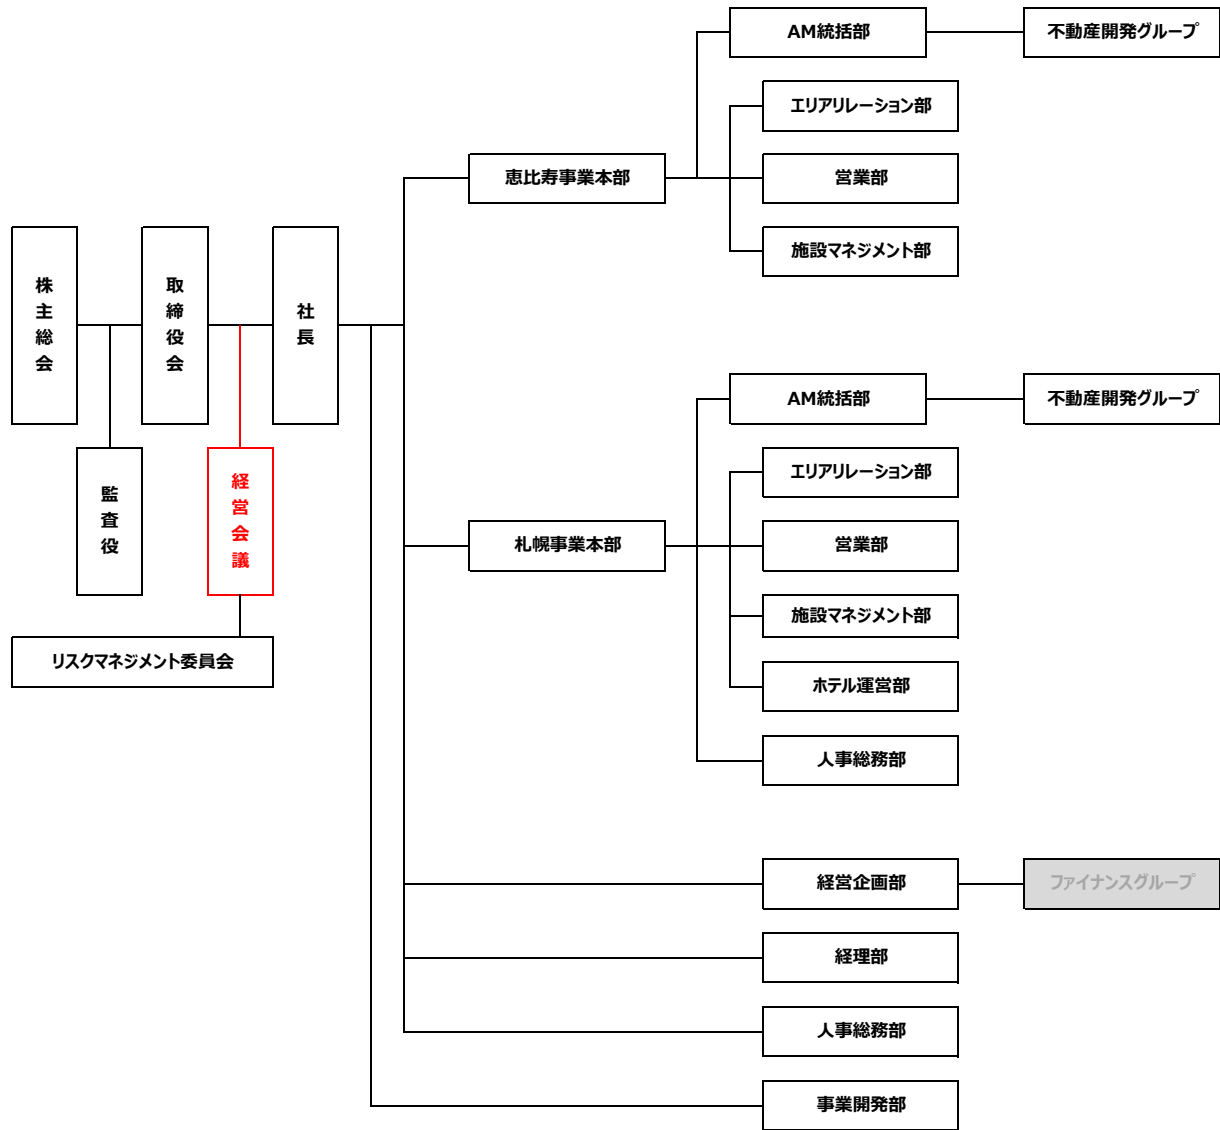 AM統括部
不動産開発グループ
エリアリレーション部
恵比寿事業本部
営業部
施設マネジメント部
株主総会
取締役会
社長
監査役
経営会議
リスクマネジメント委員会
AM統括部
不動産開発グループ
エリアリレーション部
札幌事業本部
営業部
施設マネジメント部
ホテル運営部
人事総務部
経営企画部
ファイナンスグループ
経理部
人事総務部
事業開発部